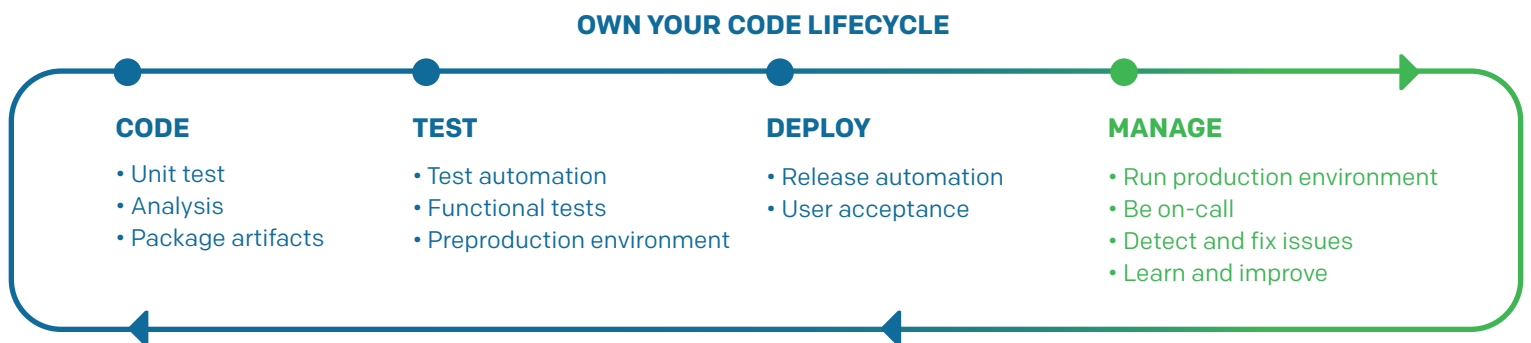 OWN YOUR CODE LIFECYCLE
CODE
• Unit test
• Analysis
• Package artifacts
TEST
• Test automation
• Functional tests
• Preproduction environment
DEPLOY
• Release automation
• User acceptance
MANAGE
• Run production environment
• Be on-call
• Detect and fix issues
• Learn and improve